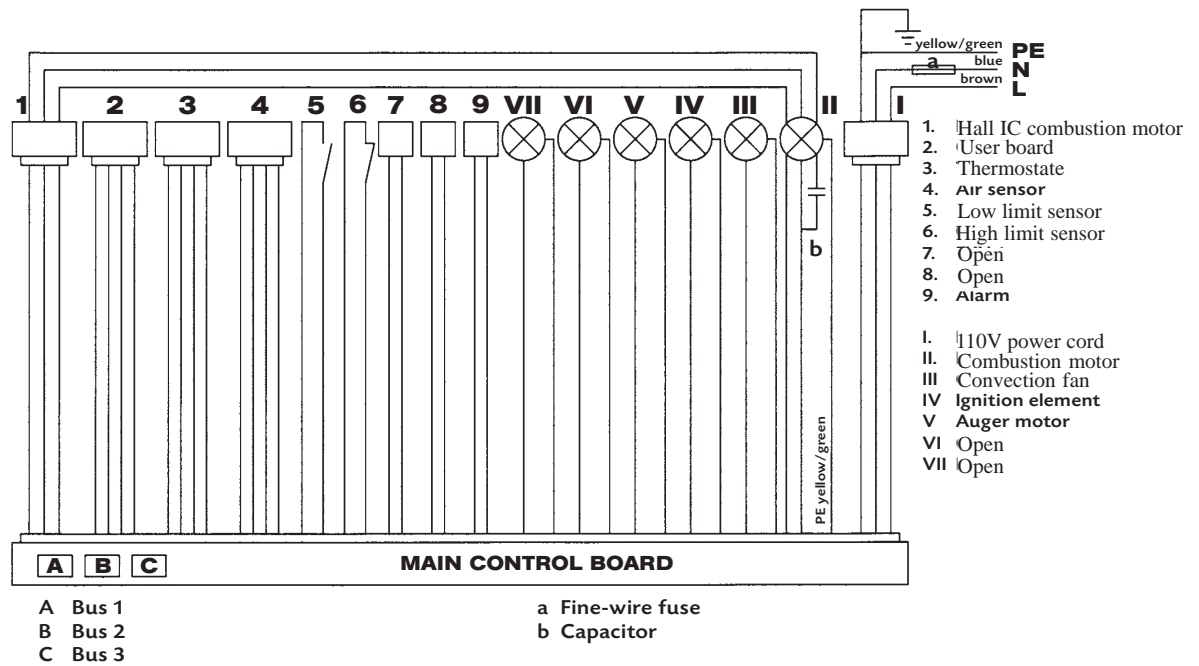 yellow/green PE
a blue N
brown L
1 2 3 4 5 6 7 8 9 VII VI V IV III II I
1. Hall IC combustion motor
2. User board
3. Thermostate
4. Air sensor
5. Low limit sensor
6. High limit sensor
7. Open
8. Open
9. Alarm
b
I. 110V power cord
II. Combustion motor
III Convection fan
IV Ignition element
V Auger motor
VI Open
VII Open
PE yellow/green
A B C MAIN CONTROL BOARD
A Bus 1
B Bus 2
C Bus 3
a Fine-wire fuse
b Capacitor